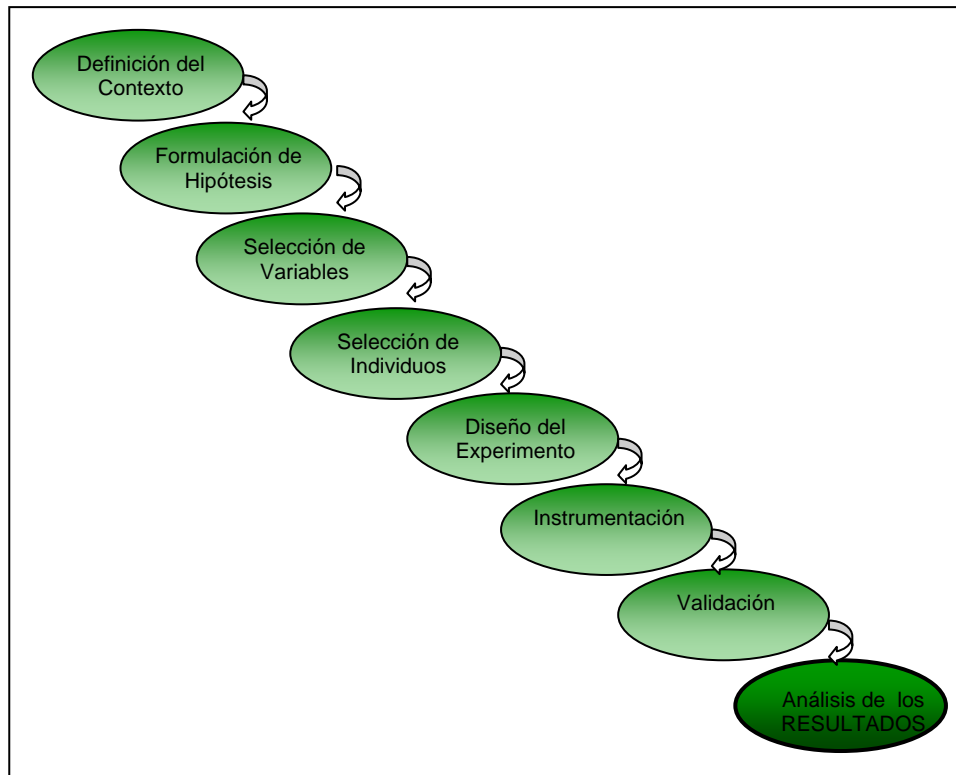 Definición del
Contexto
Formulación de
Hipótesis
Selección de
Variables
Selección de
Individuos
Diseño del
Experimento
Instrumentación
Validación
Análisis de  los
RESULTADOS